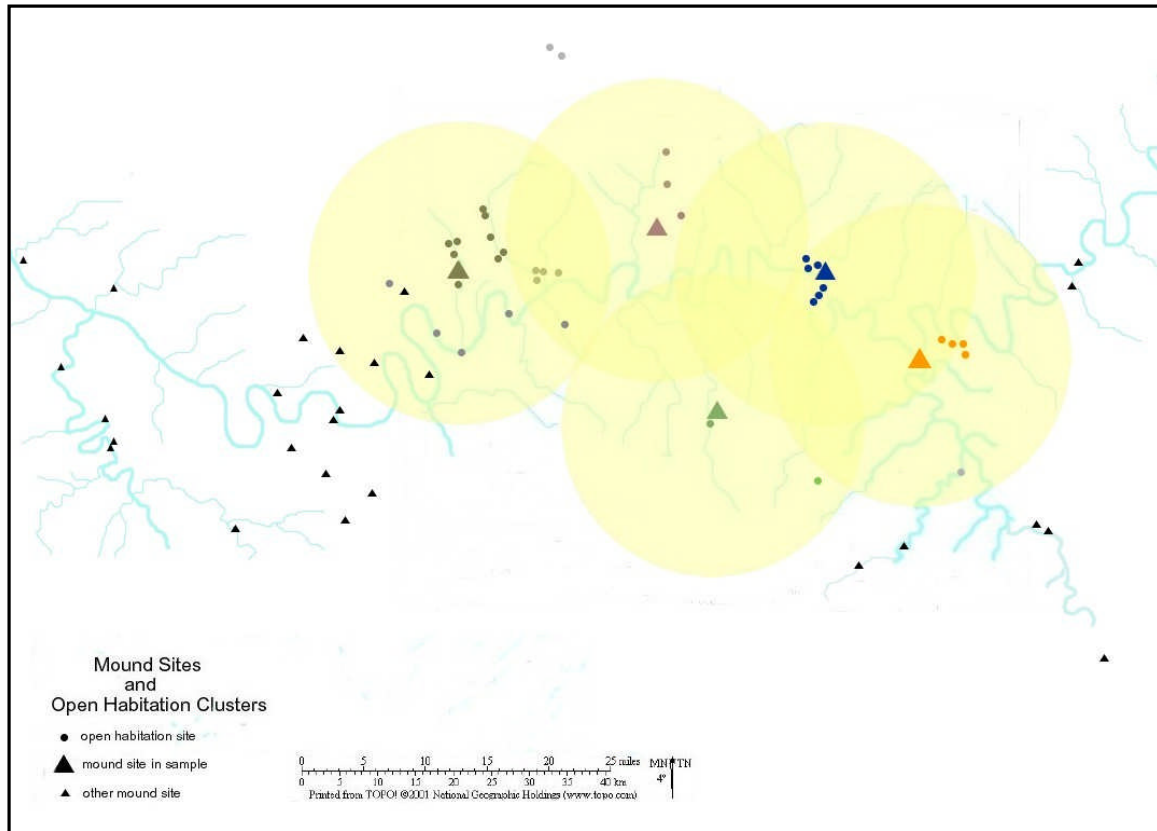 Mound Sites
and
Open Habitation Clusters
open habitation site
mound site in sample
other mound site
0 5 10 15 20 25 miles
0 5 10 15 20 25 30 35 40 km
Printed from TOPO! ©2001 National Geographic Holdings (www.topo.com)
MN TN
4°